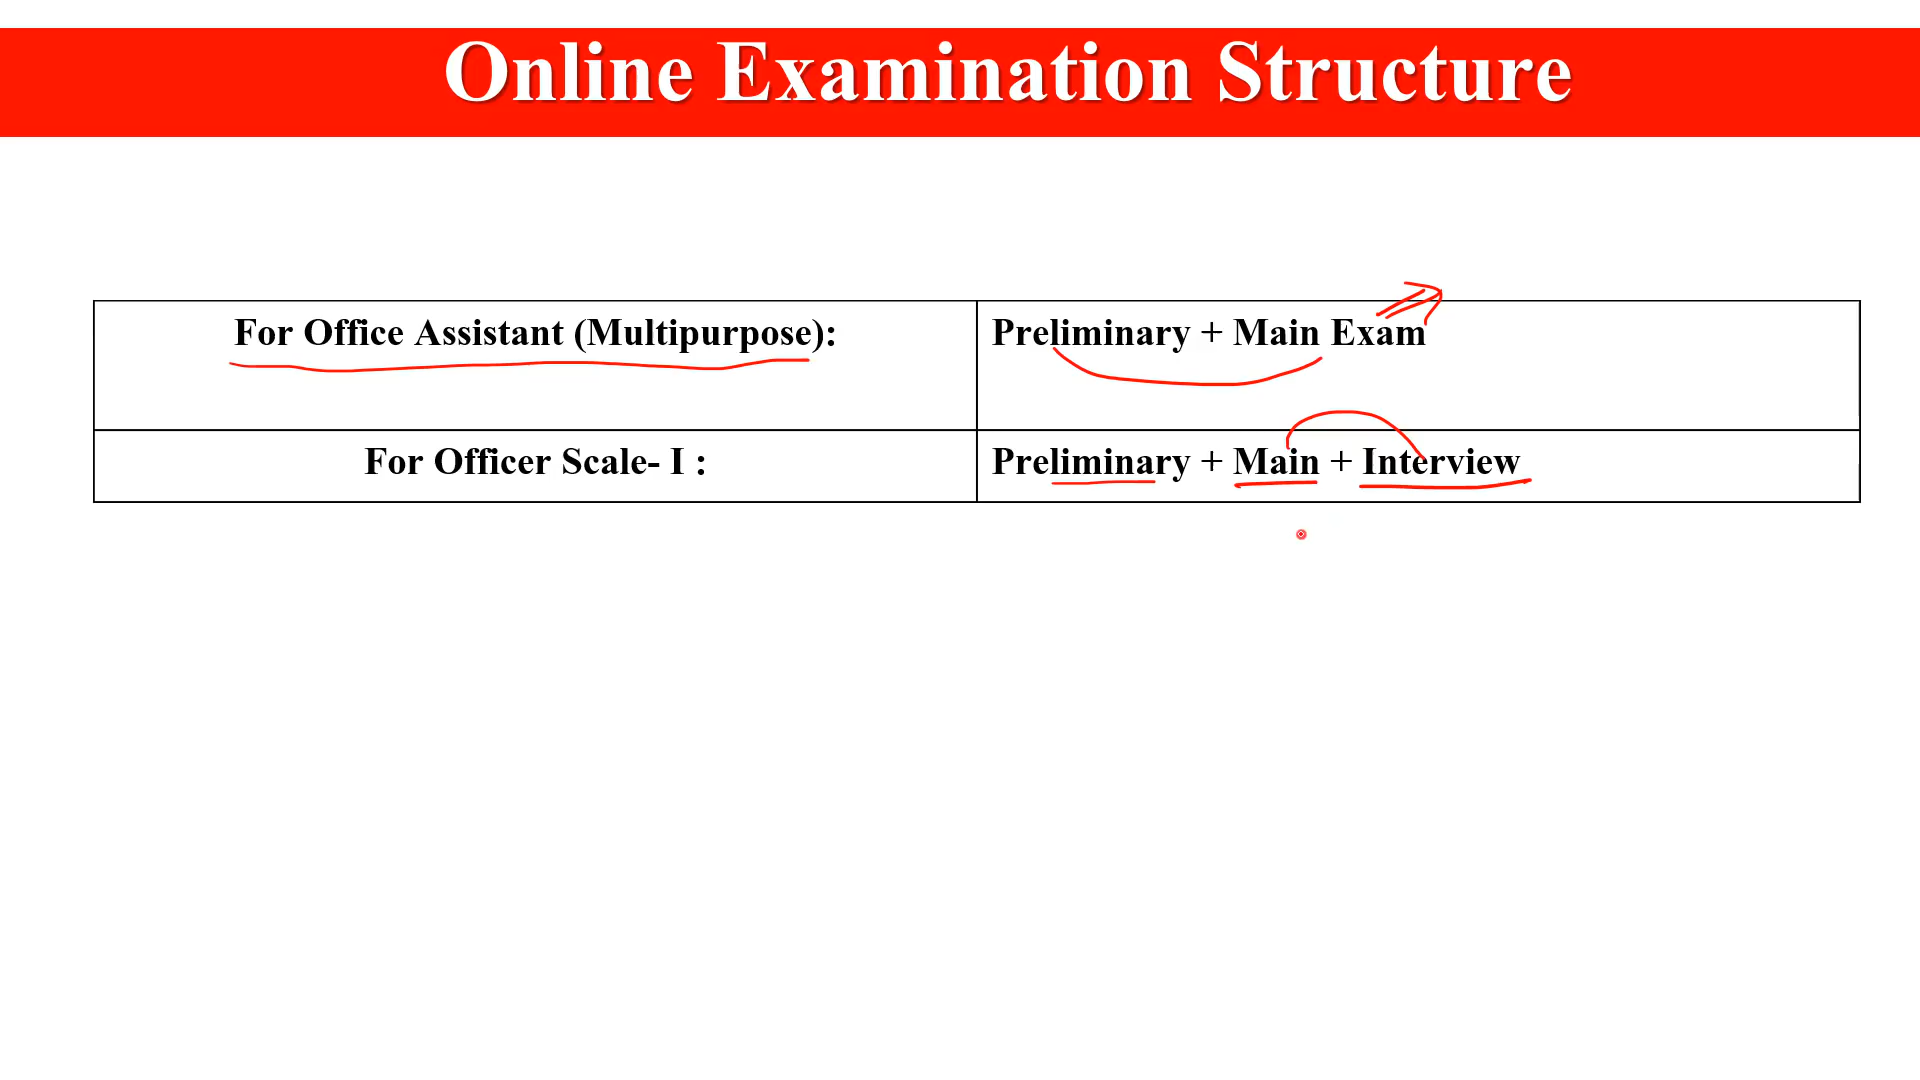 Online Examination Structure
For Office Assistant (Multipurpose):
Preliminary + Main Exam
For Officer Scale- I :
Preliminary + Main + Interview